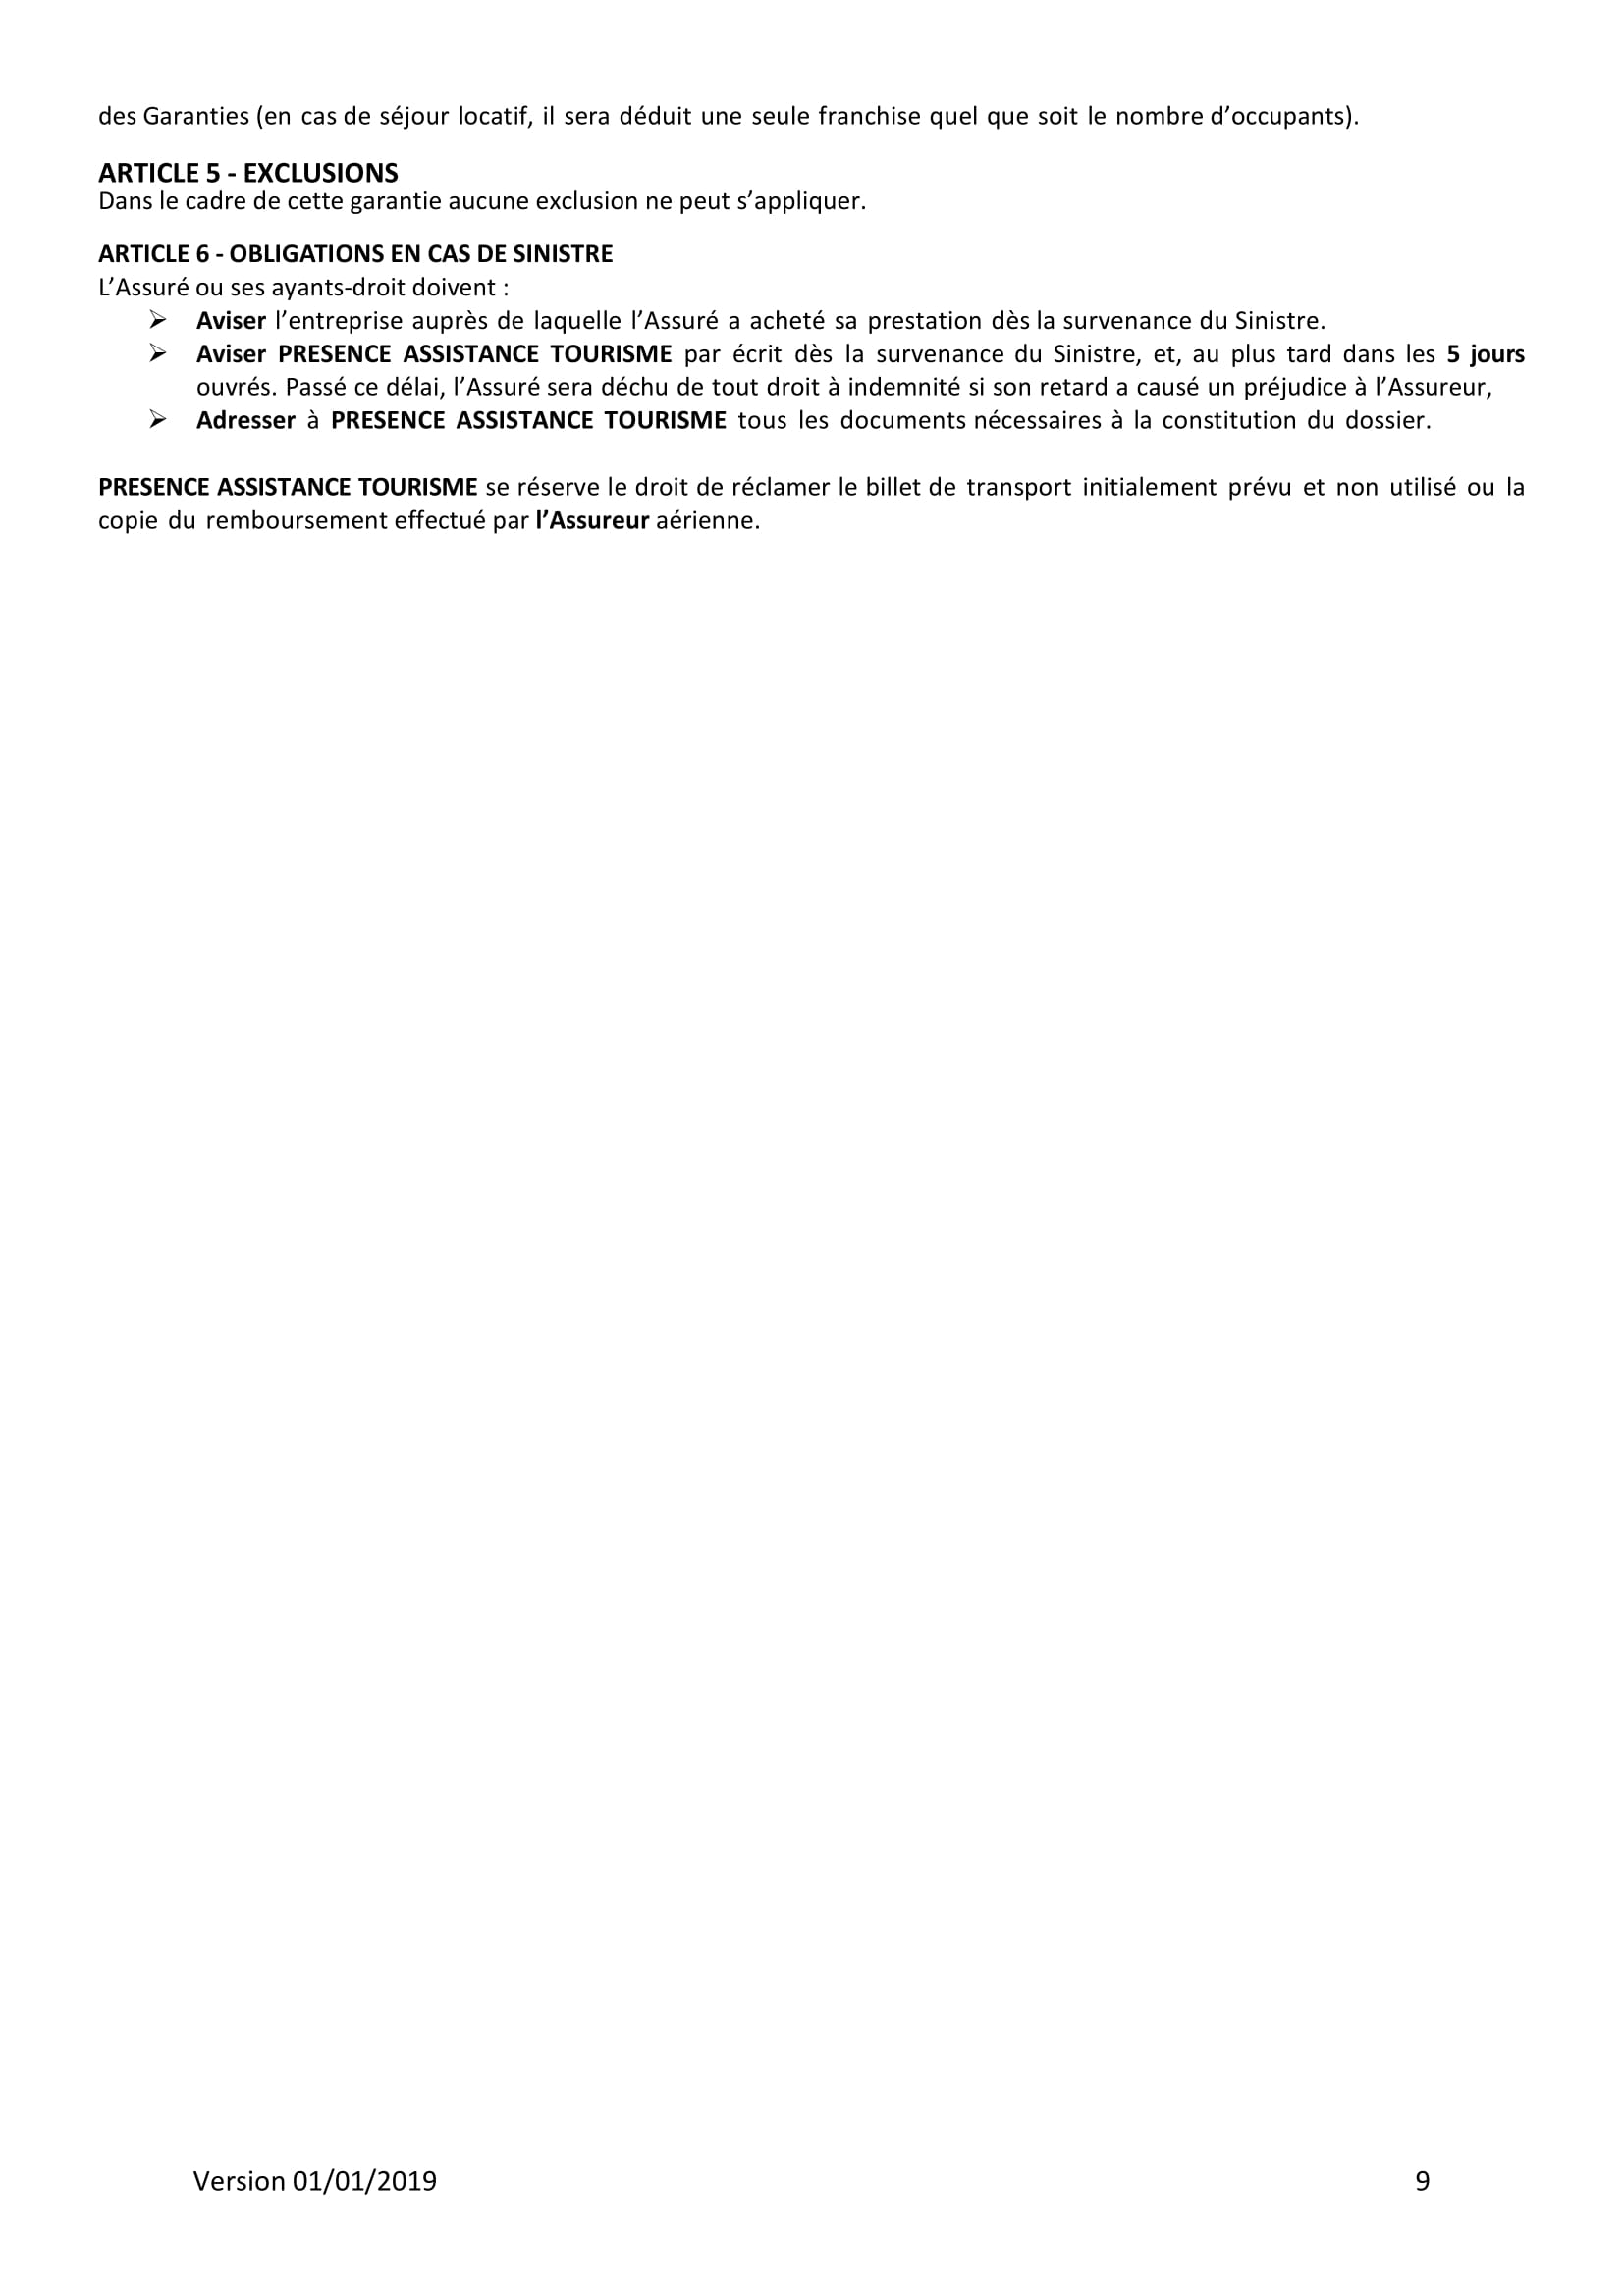 des Garanties (en cas de séjour locatif, il sera déduit une seule franchise quel que soit le nombre d’occupants).
ARTICLE 5 - EXCLUSIONS
Dans le cadre de cette garantie aucune exclusion ne peut s’appliquer.
ARTICLE 6 - OBLIGATIONS EN CAS DE SINISTRE
L’Assuré ou ses ayants-droit doivent :
➢ Aviser l’entreprise auprès de laquelle l’Assuré a acheté sa prestation dès la survenance du Sinistre.
➢ Aviser PRESENCE ASSISTANCE TOURISME par écrit dès la survenance du Sinistre, et, au plus tard dans les 5 jours
ouvrés. Passé ce délai, l’Assuré sera déchu de tout droit à indemnité si son retard a causé un préjudice à l’Assureur,
➢ Adresser à PRESENCE ASSISTANCE TOURISME tous les documents nécessaires à la constitution du dossier.
PRESENCE ASSISTANCE TOURISME se réserve le droit de réclamer le billet de transport initialement prévu et non utilisé ou la
copie du remboursement effectué par l’Assureur aérienne.
Version 01/01/2019 9